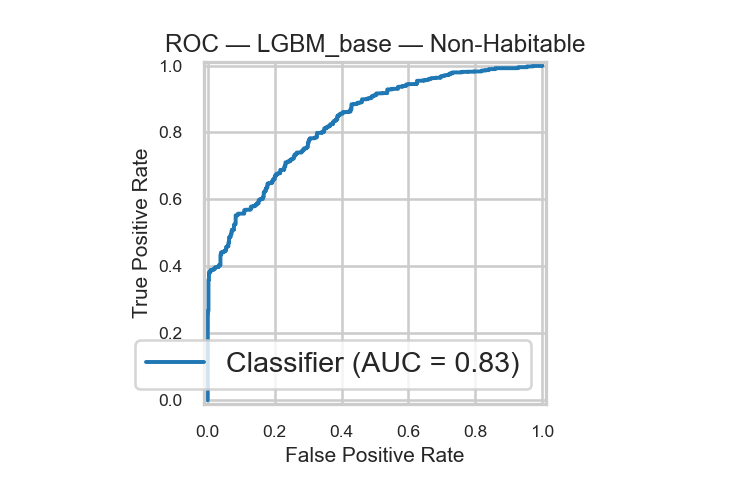 ROC — LGBM_base — Non-Habitable
True Positive Rate
1.0
0.8
0.6
0.4
0.2
0.0
Classifier (AUC = 0.83)
0.0 0.2 0.4 0.6 0.8 1.0
False Positive Rate